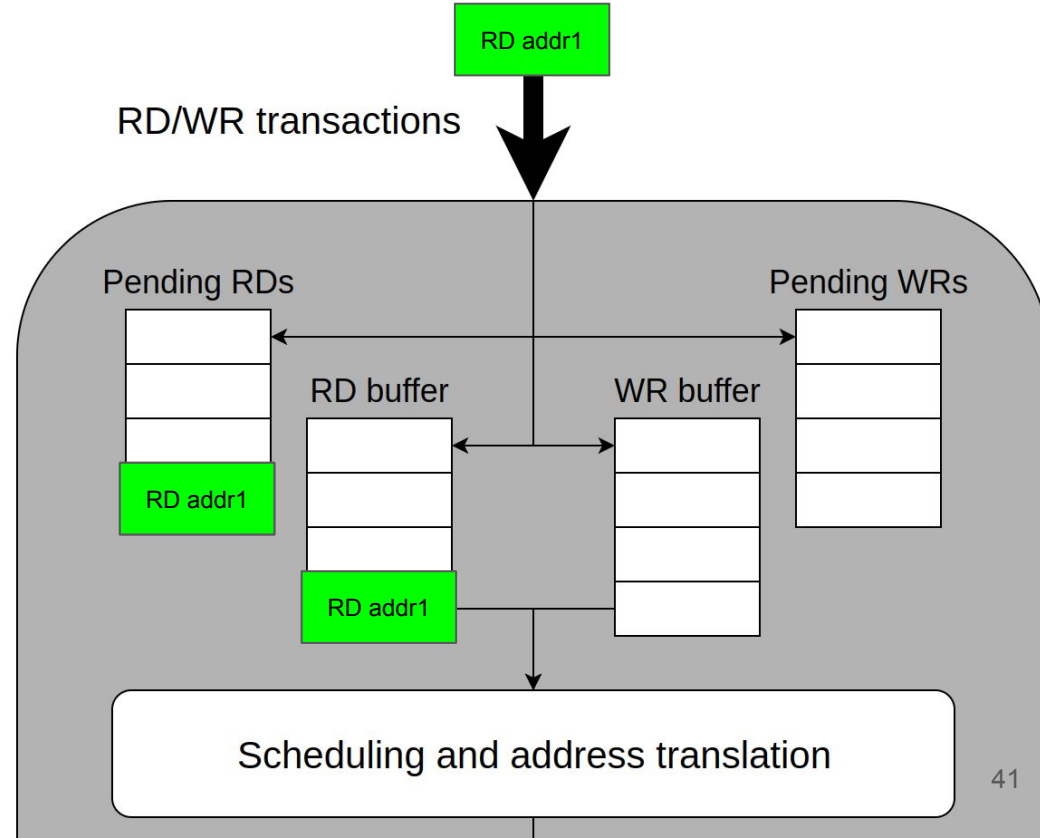 RD addr1
RD/WR transactions
Pending RDs
Pending WRs
RD buffer
WR buffer
RD addr1
RD addr1
Scheduling and address translation
41